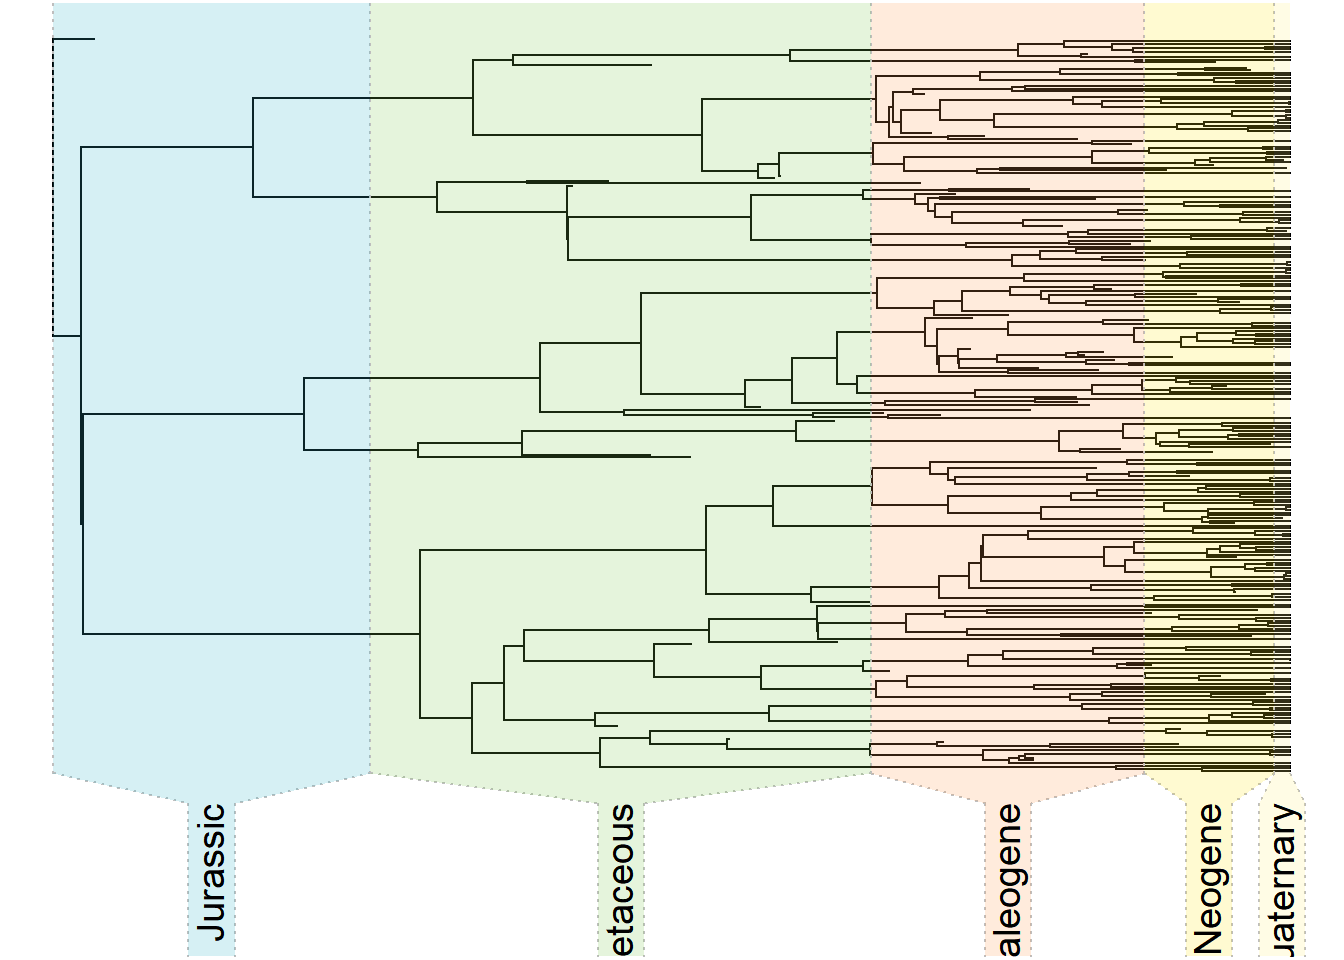 Jurassic
etaceous
aleogene
Neogene
uaternary